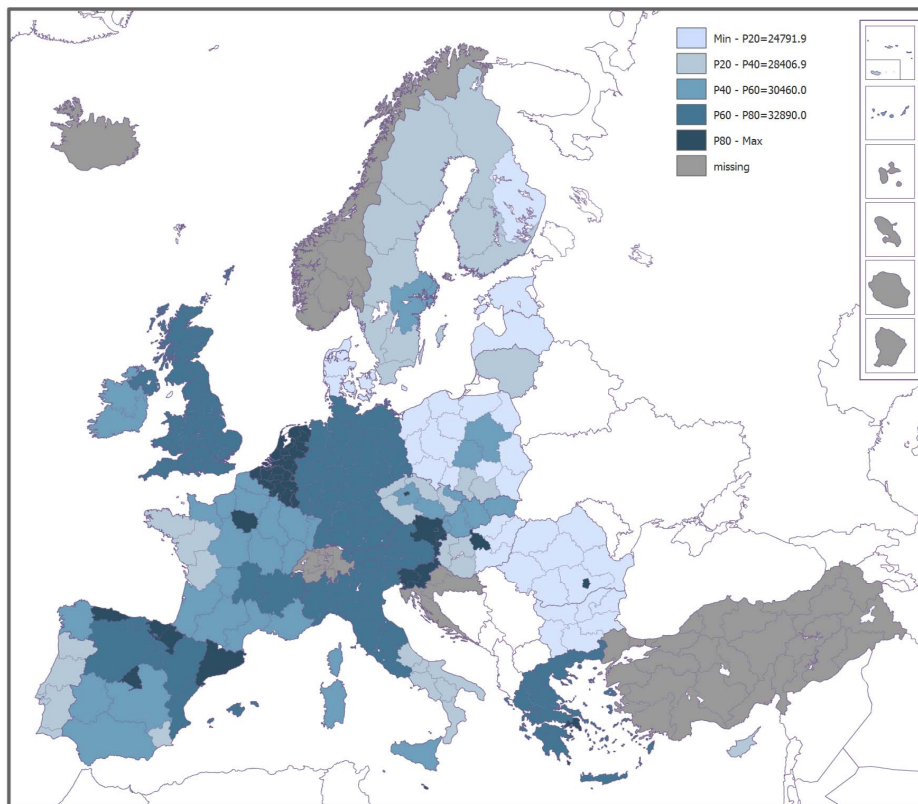 Min - P20=24791.9
P20 - P40=28406.9
P40 - P60=30460.0
P60 - P80=32890.0
P80 - Max
missing